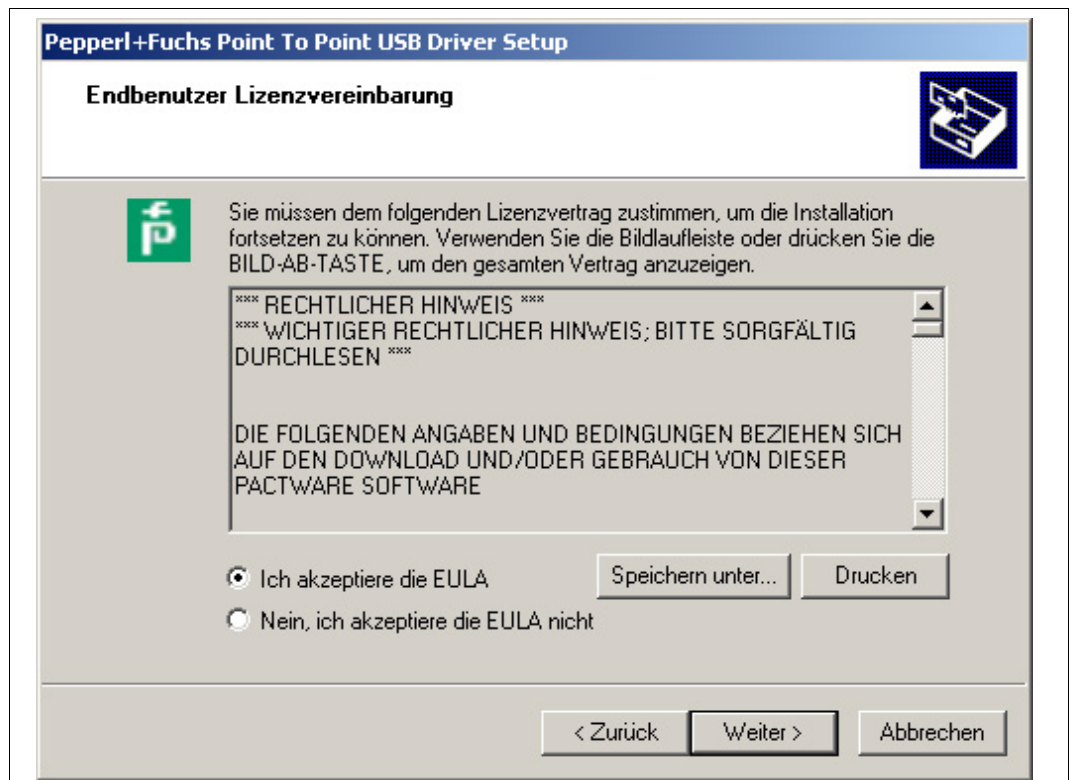 Pepperl+Fuchs Point To Point USB Driver Setup
Endbenutzer Lizenzvereinbarung
Sie müssen dem folgenden Lizenzvertrag zustimmen, um die Installation
fortsetzen zu können. Verwenden Sie die Bildlaufleiste oder drücken Sie die
BILD-AB-TASTE, um den gesamten Vertrag anzuzeigen.
*** RECHTLICHER HINWEIS ***
*** WICHTIGER RECHTLICHER HINWEIS; BITTE SORGFÄLTIG
DURCHLESEN ***
DIE FOLGENDEN ANGABEN UND BEDINGUNGEN BEZIEHEN SICH
AUF DEN DOWNLOAD UND/ODER GEBRAUCH VON DIESER
PACTWARE SOFTWARE
Ich akzeptiere die EULA
Speichern unter...
Drucken
Nein, ich akzeptiere die EULA nicht
< Zurück
Weiter >
Abbrechen